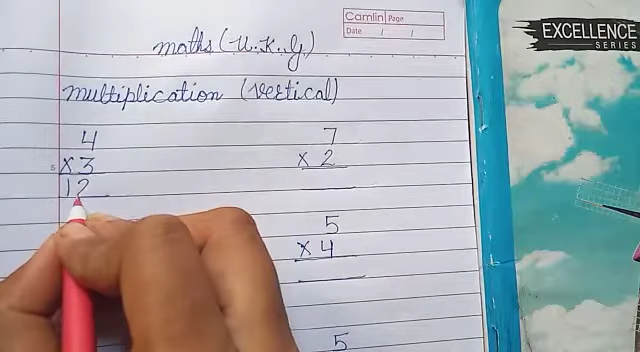 Camlin Page
Date / /
EXCELLENCE
SERIES
maths (U.K.G.)
multiplication (vertical)
4
x 3
12
7
x 2
5
x 4
5